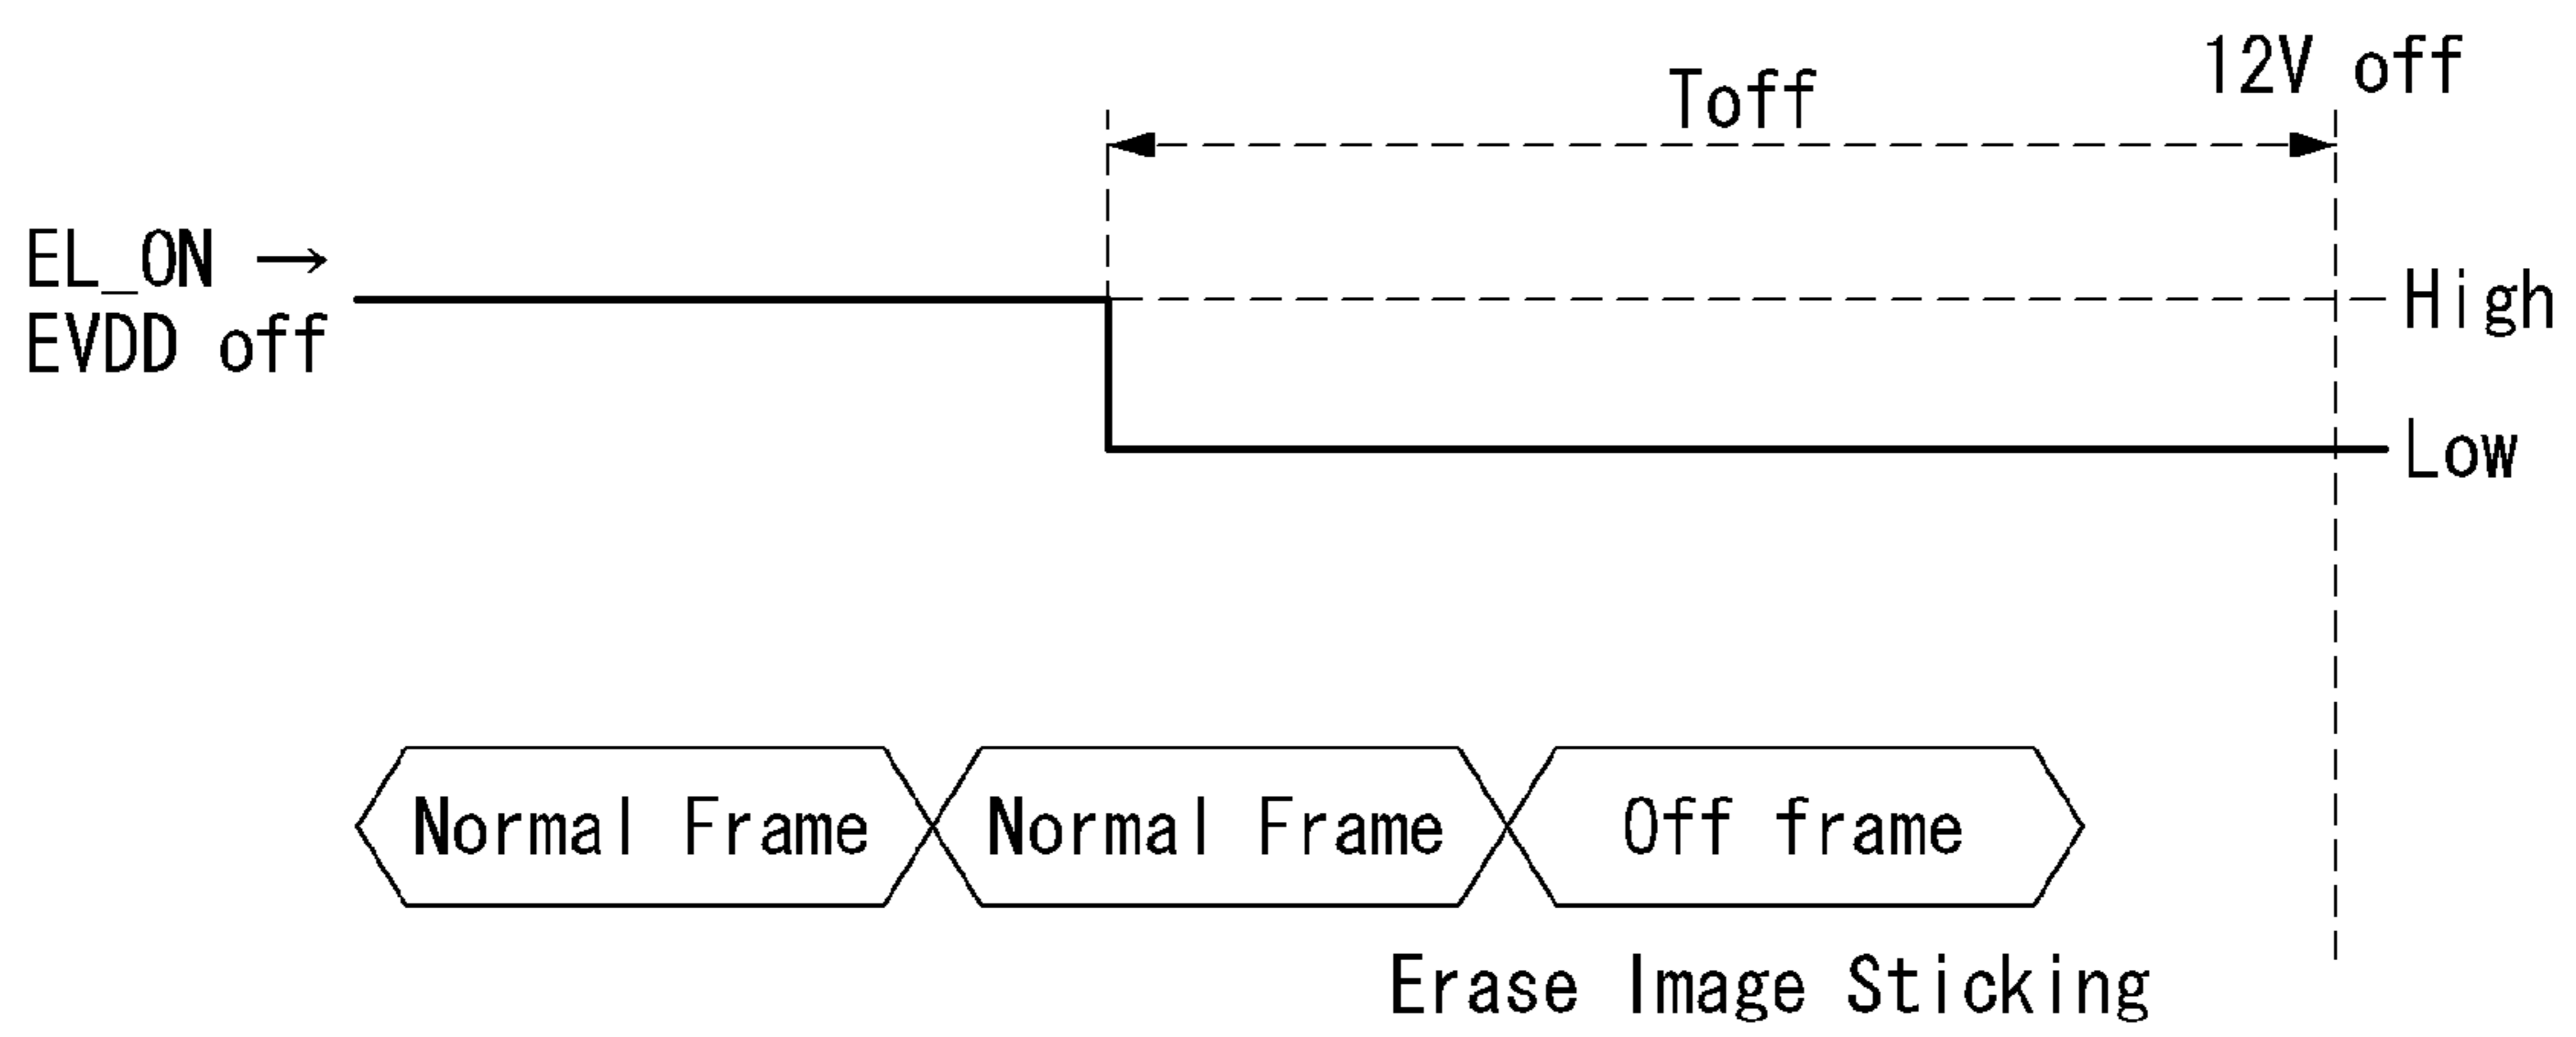 12V off
Toff
EL_ON →
EVDD off
High
Low
Normal Frame
Normal Frame
Off frame
Erase Image Sticking